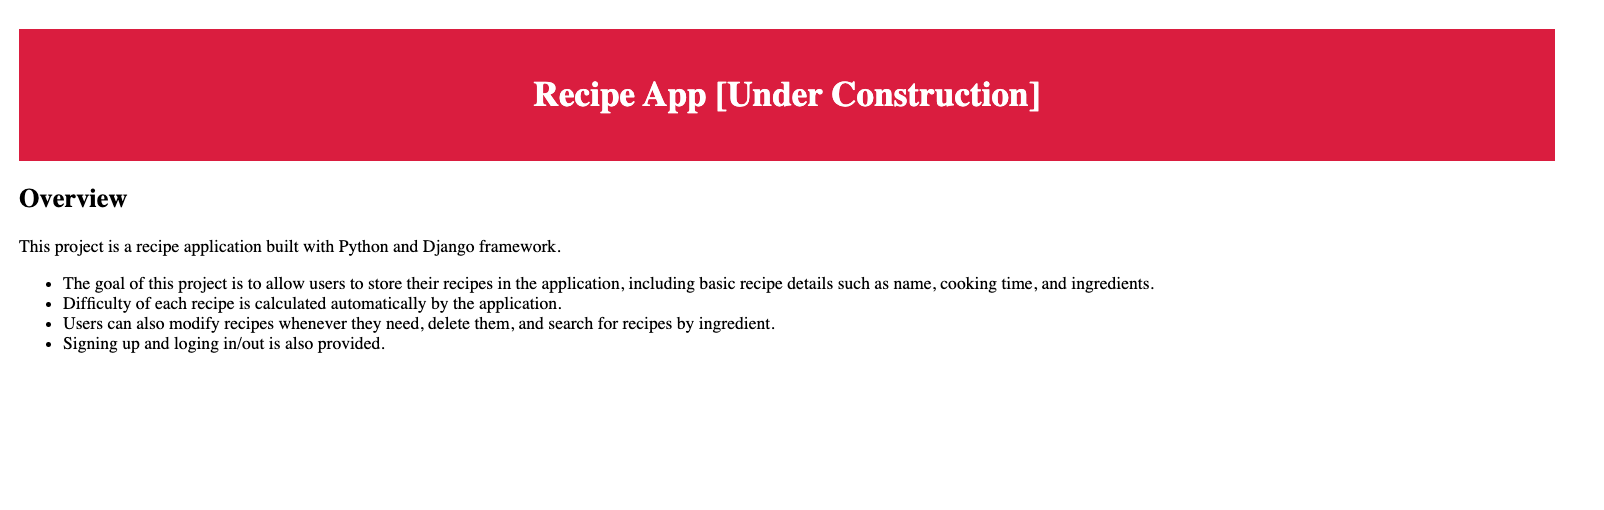 Recipe App [Under Construction]
Overview
This project is a recipe application built with Python and Django framework.
• The goal of this project is to allow users to store their recipes in the application, including basic recipe details such as name, cooking time, and ingredients.
• Difficulty of each recipe is calculated automatically by the application.
• Users can also modify recipes whenever they need, delete them, and search for recipes by ingredient.
• Signing up and loging in/out is also provided.